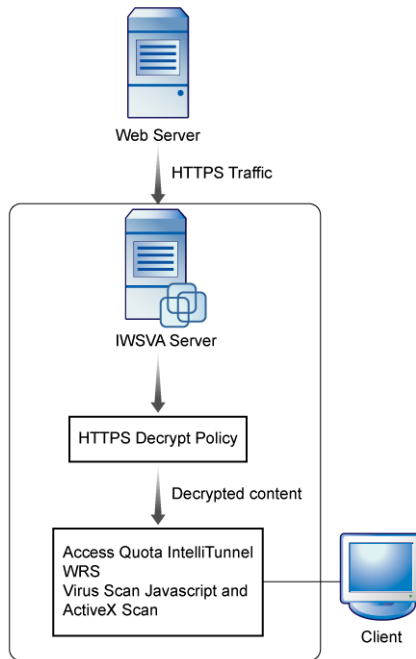 Web Server
HTTPS Traffic
IWSVA Server
HTTPS Decrypt Policy
Decrypted content
Access Quota IntelliTunnel
WRS
Virus Scan Javascript and
ActiveX Scan
Client